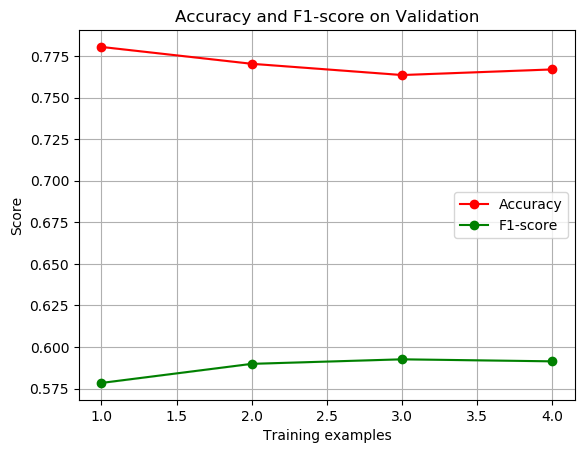 Accuracy and F1-score on Validation
Score
0.775
0.750
0.725
0.700
0.675
0.650
0.625
0.600
0.575
Accuracy
F1-score
1.0 1.5 2.0 2.5 3.0 3.5 4.0
Training examples